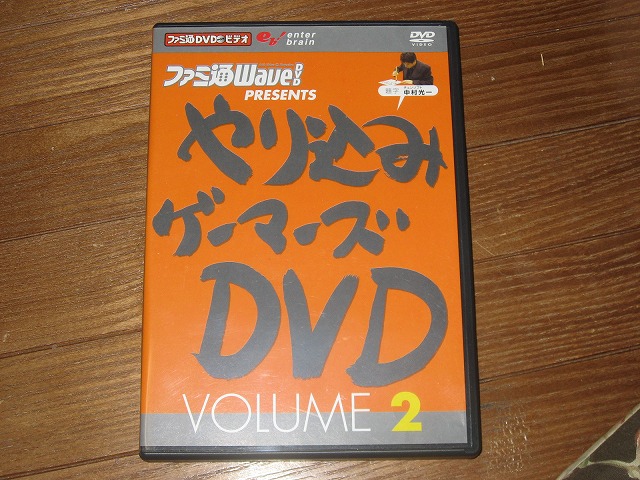 ファミ通DVDビデオ
eb! enter
brain
DVD
VIDEO
ファミ通WaveDVD
PRESENTS
題字 中村光一
やり込み
ゲーマーズ
DVD
VOLUME 2